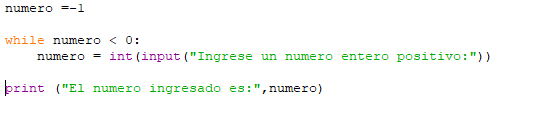 numero =-1
while numero < 0:
    numero = int(input("Ingrese un numero entero positivo:"))
print ("El numero ingresado es:",numero)